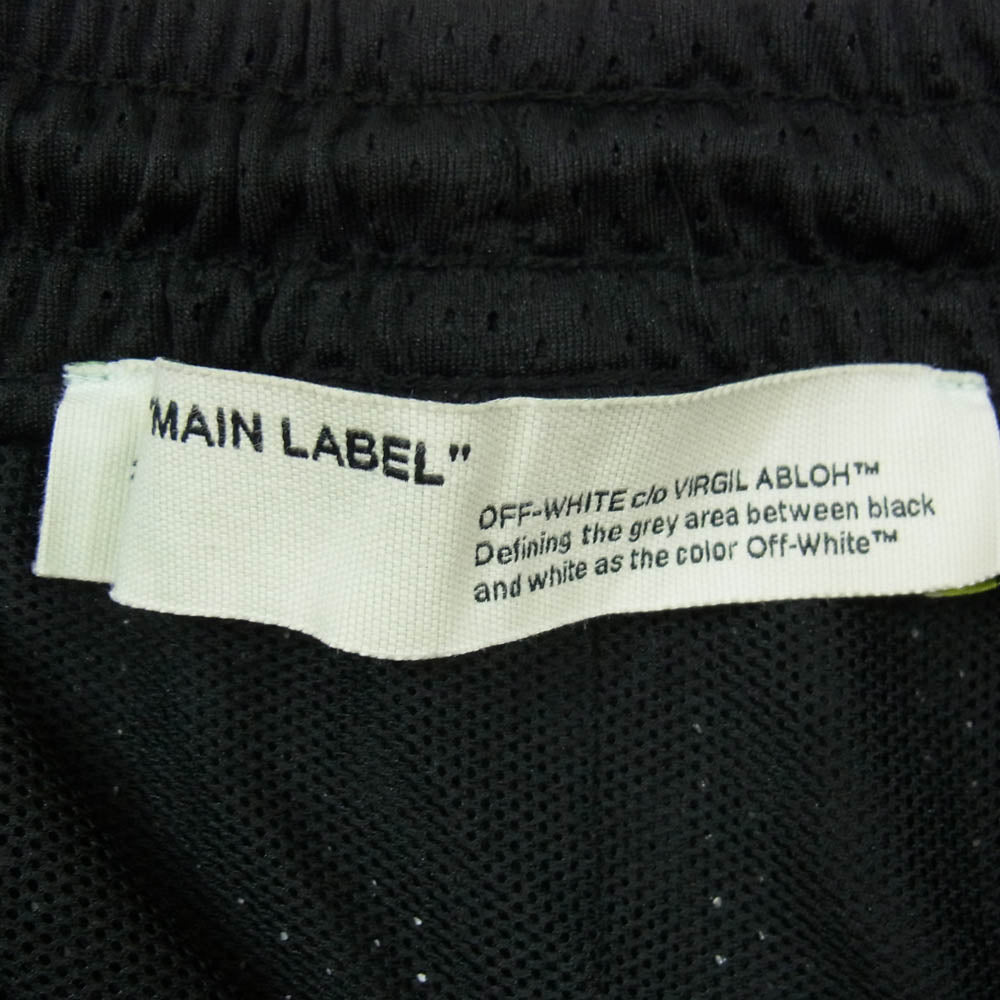 "MAIN LABEL"
OFF-WHITE c/o VIRGIL ABLOH™
Defining the grey area between black
and white as the color Off-White™